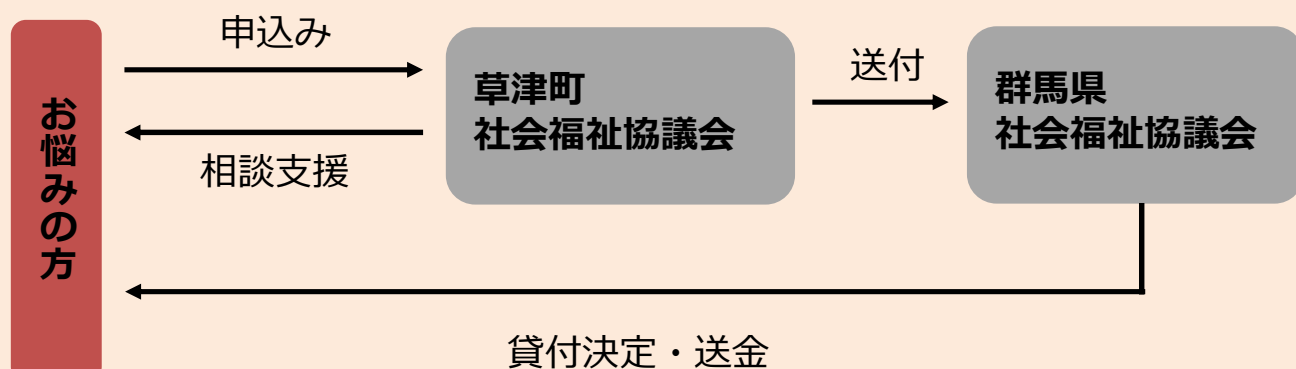 お悩みの方
申込み
相談支援
草津町
社会福祉協議会
送付
群馬県
社会福祉協議会
貸付決定・送金